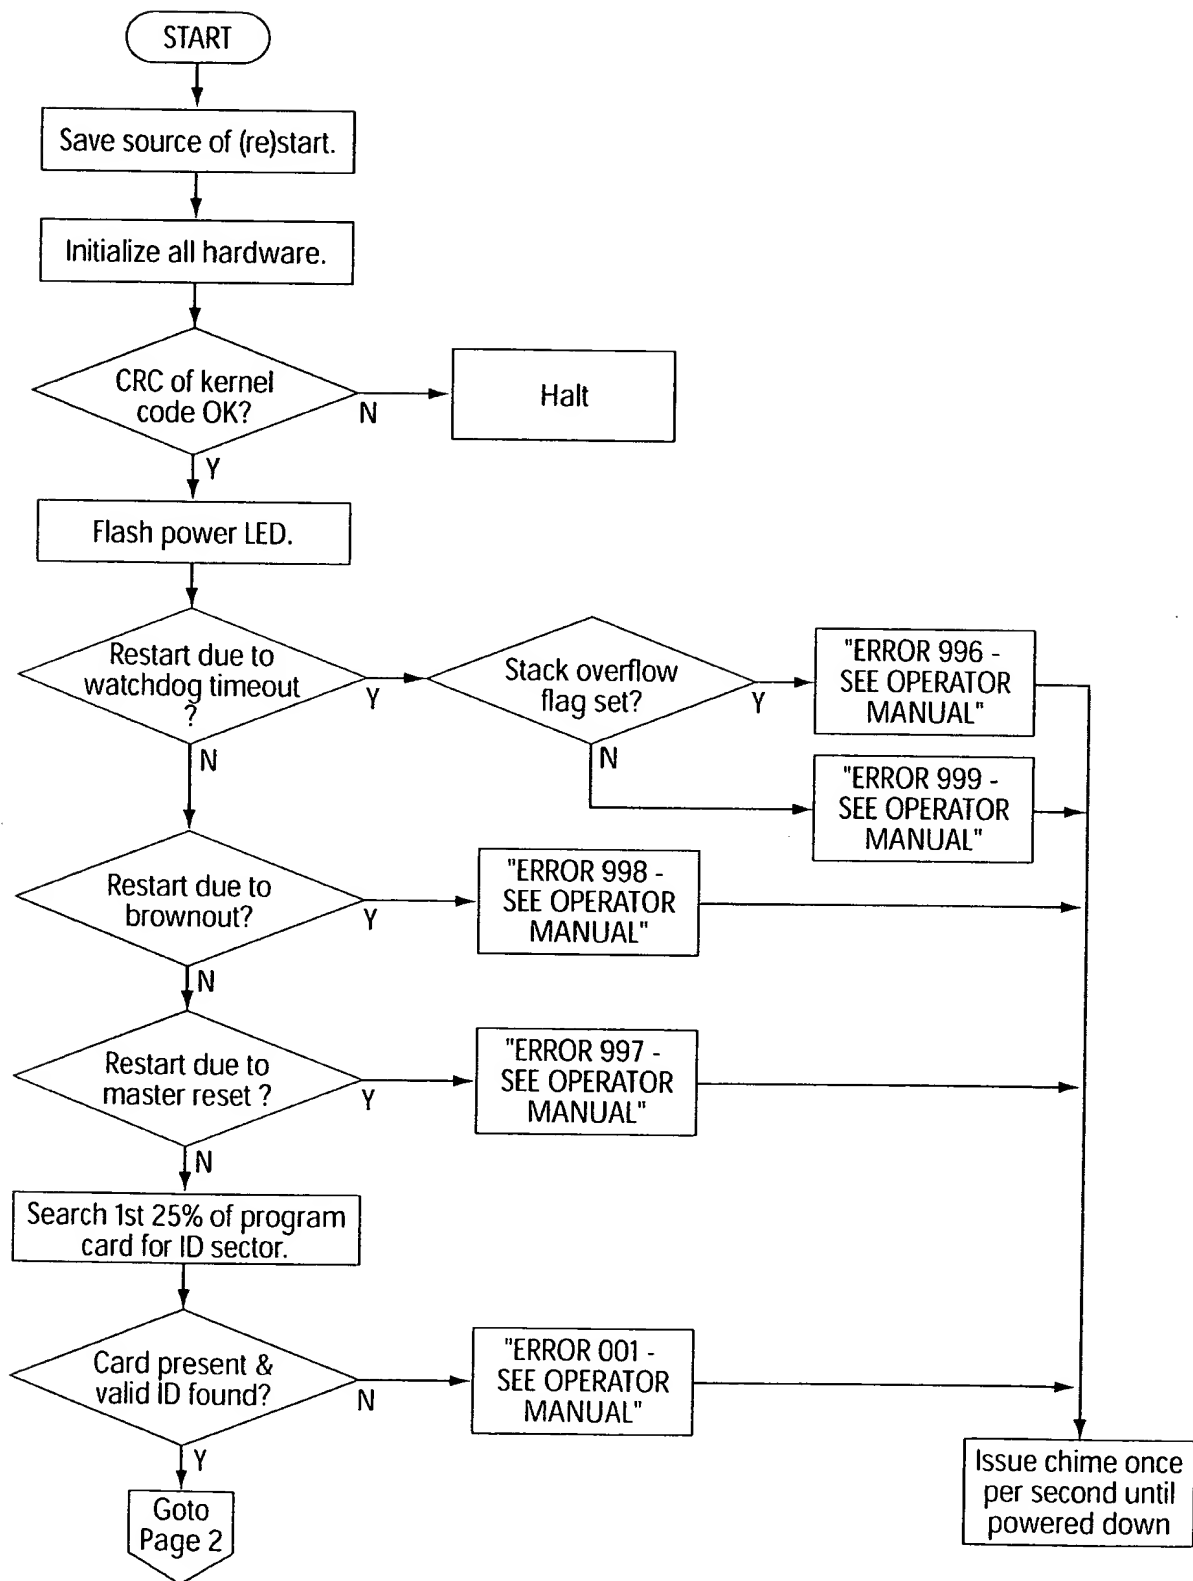 START
Save source of (re)start.
Initialize all hardware.
CRC of kernel
code OK?
N
Halt
Y
Flash power LED.
Restart due to
watchdog timeout
?
Y
Stack overflow
flag set?
Y
"ERROR 996 -
SEE OPERATOR
MANUAL"
N
N
"ERROR 999 -
SEE OPERATOR
MANUAL"
Restart due to
brownout?
Y
"ERROR 998 -
SEE OPERATOR
MANUAL"
N
Restart due to
master reset ?
Y
"ERROR 997 -
SEE OPERATOR
MANUAL"
N
Search 1st 25% of program
card for ID sector.
Card present &
valid ID found?
N
"ERROR 001 -
SEE OPERATOR
MANUAL"
Y
Goto
Page 2
Issue chime once
per second until
powered down